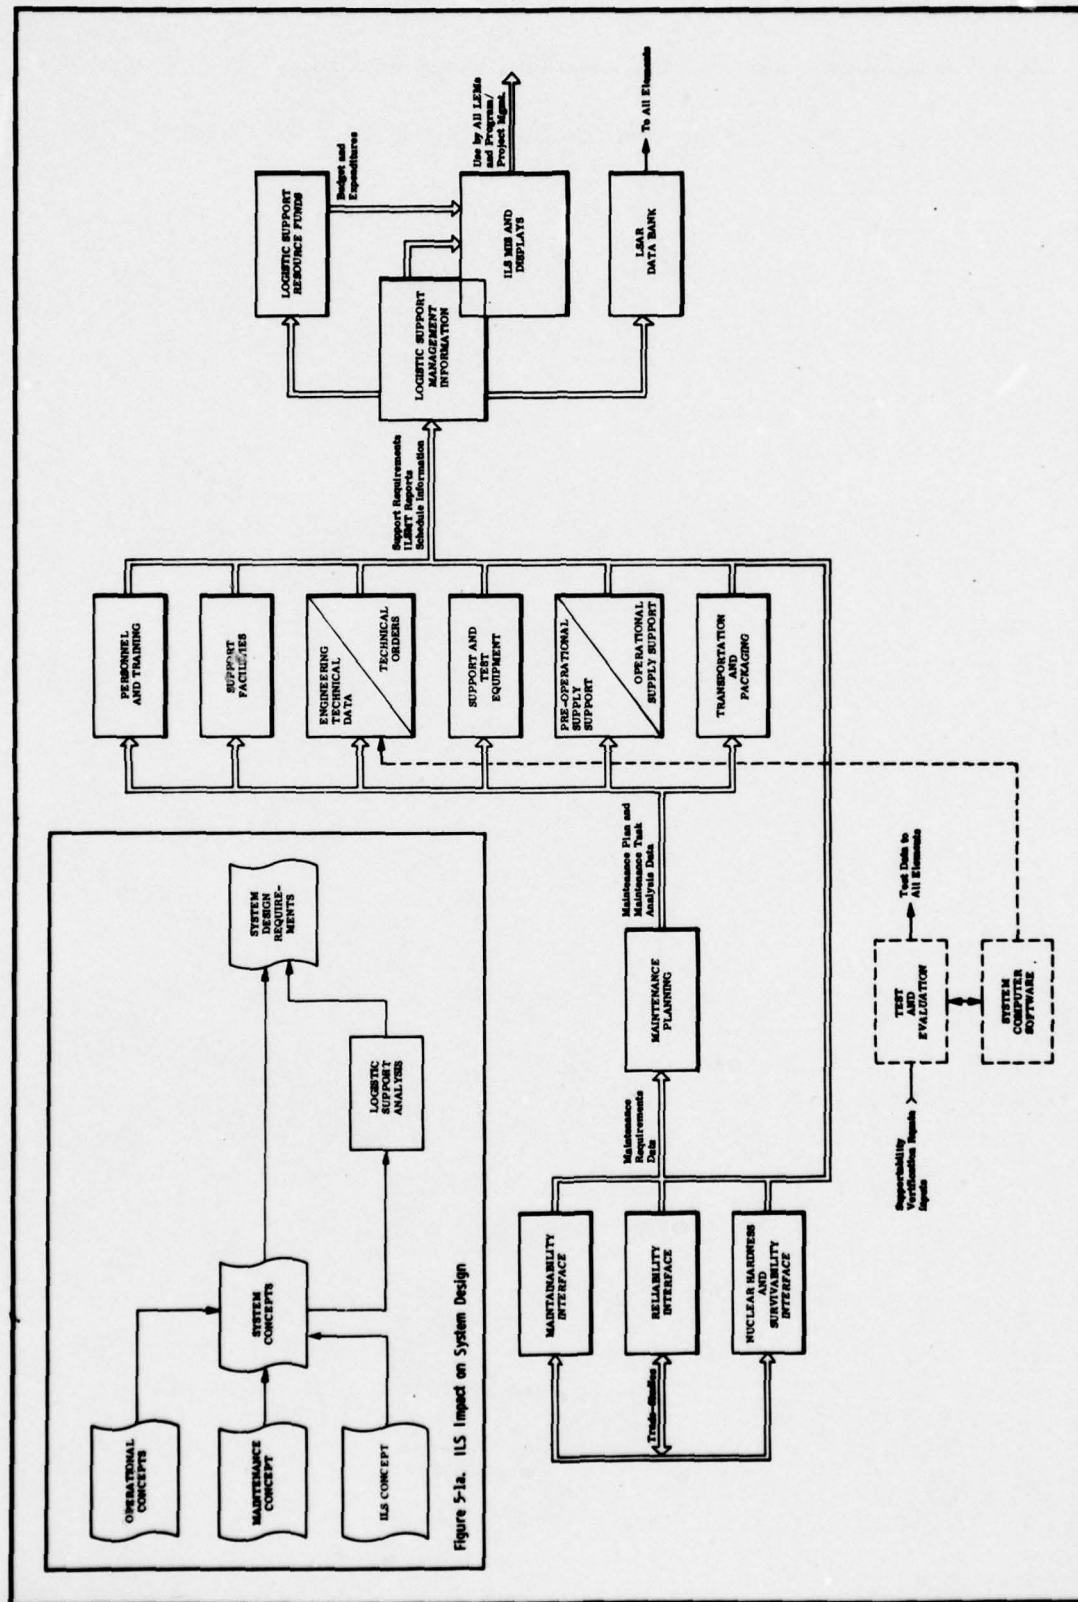 OPERATIONAL
CONCEPTS
MAINTENANCE
CONCEPT
ILS CONCEPT
SYSTEM
CONCEPTS
LOGISTIC
SUPPORT
ANALYSIS
SYSTEM
DESIGN
REQUIRE-
MENTS
Figure 5-1a. ILS Impact on System Design
Trade-Studies
MAINTAINABILITY
INTERFACE
RELIABILITY
INTERFACE
NUCLEAR HARDNESS
AND
SURVIVABILITY
INTERFACE
Maintenance
Requirements
Data
MAINTENANCE
PLANNING
Maintenance Plan and
Maintenance Task
Analysis Data
PERSONNEL
AND TRAINING
SUPPORT
FACILITIES
ENGINEERING
TECHNICAL
DATA
TECHNICAL
ORDERS
SUPPORT AND
TEST
EQUIPMENT
PRE-OPERATIONAL
SUPPLY
SUPPORT
OPERATIONAL
SUPPLY SUPPORT
TRANSPORTATION
AND
PACKAGING
Support Requirements
ILSMT Reports
Schedule Information
LOGISTIC SUPPORT
MANAGEMENT
INFORMATION
LOGISTIC SUPPORT
RESOURCE FUNDS
Budget and
Expenditures
ILS MIS AND
DISPLAYS
Use by All LEMs
and Program/
Project Mgmt.
LSAR
DATA BANK
To All Elements
Supportability
Verification
Inputs
TEST
AND
EVALUATION
Test Data to
All Elements
SYSTEM
COMPUTER
SOFTWARE